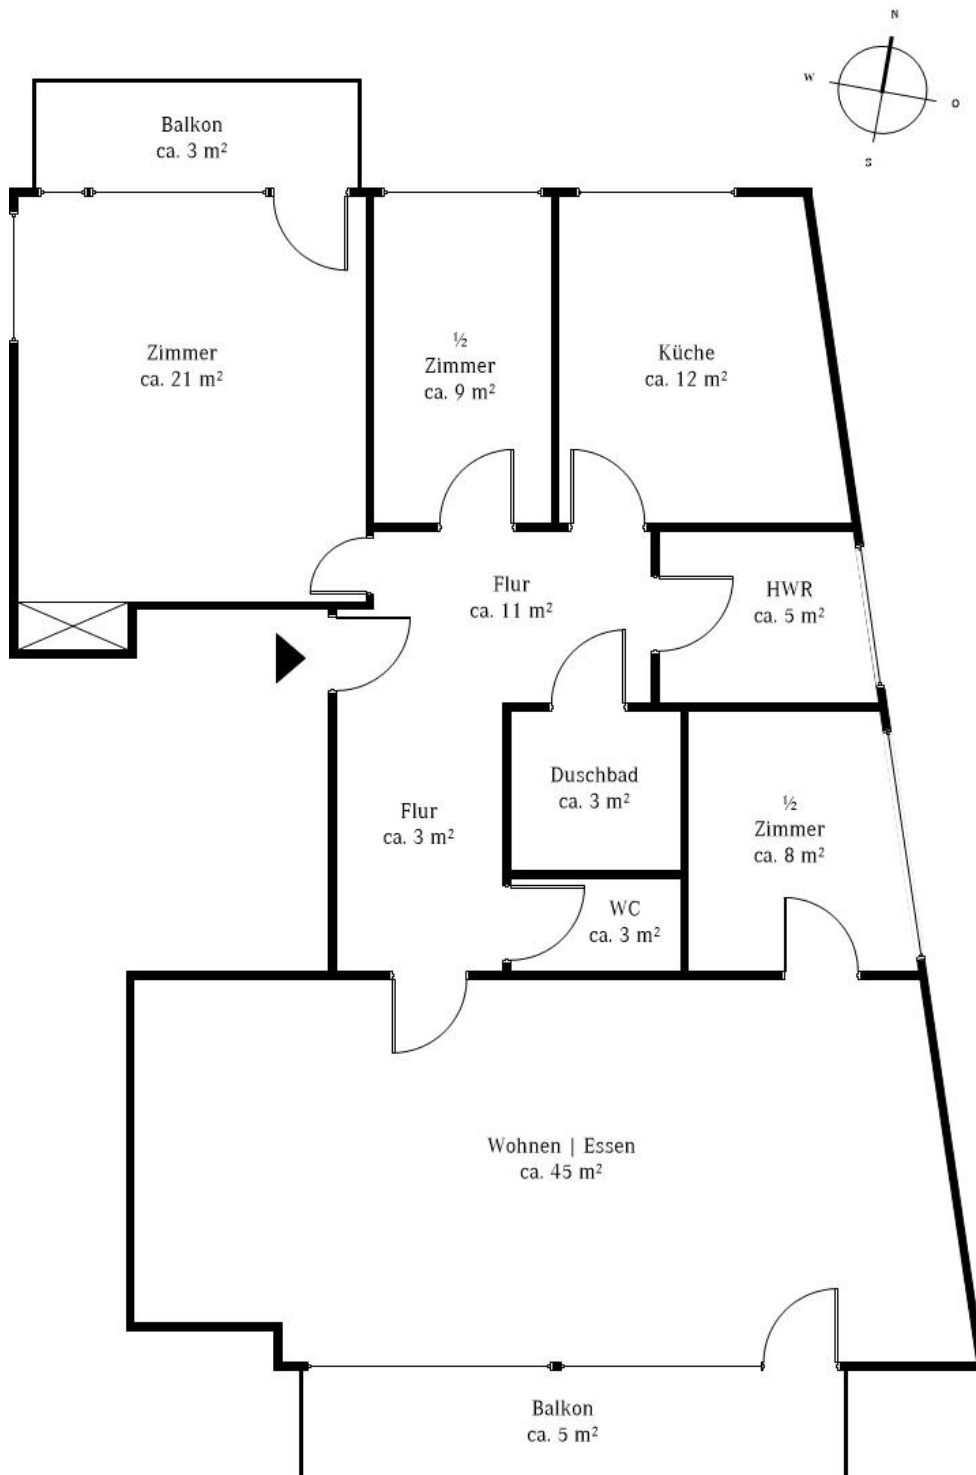 N
W
O
S
Balkon
ca. 3 m²
Zimmer
ca. 21 m²
½
Zimmer
ca. 9 m²
Küche
ca. 12 m²
Flur
ca. 11 m²
HWR
ca. 5 m²
Duschbad
ca. 3 m²
Flur
ca. 3 m²
½
Zimmer
ca. 8 m²
WC
ca. 3 m²
Wohnen | Essen
ca. 45 m²
Balkon
ca. 5 m²